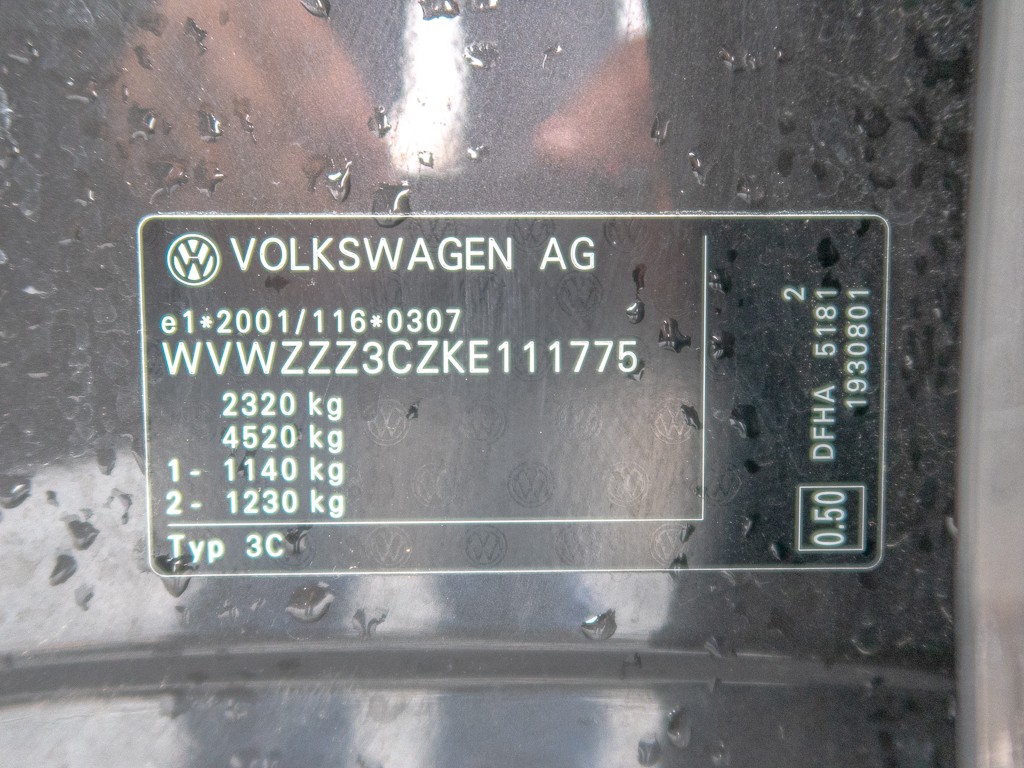 VOLKSWAGEN AG
e1*2001/116*0307
WVWZZZ3CZKE111775
2320 kg
4520 kg
1- 1140 kg
2- 1230 kg
Typ 3C
0.50
DFHA 5181
2
1930801